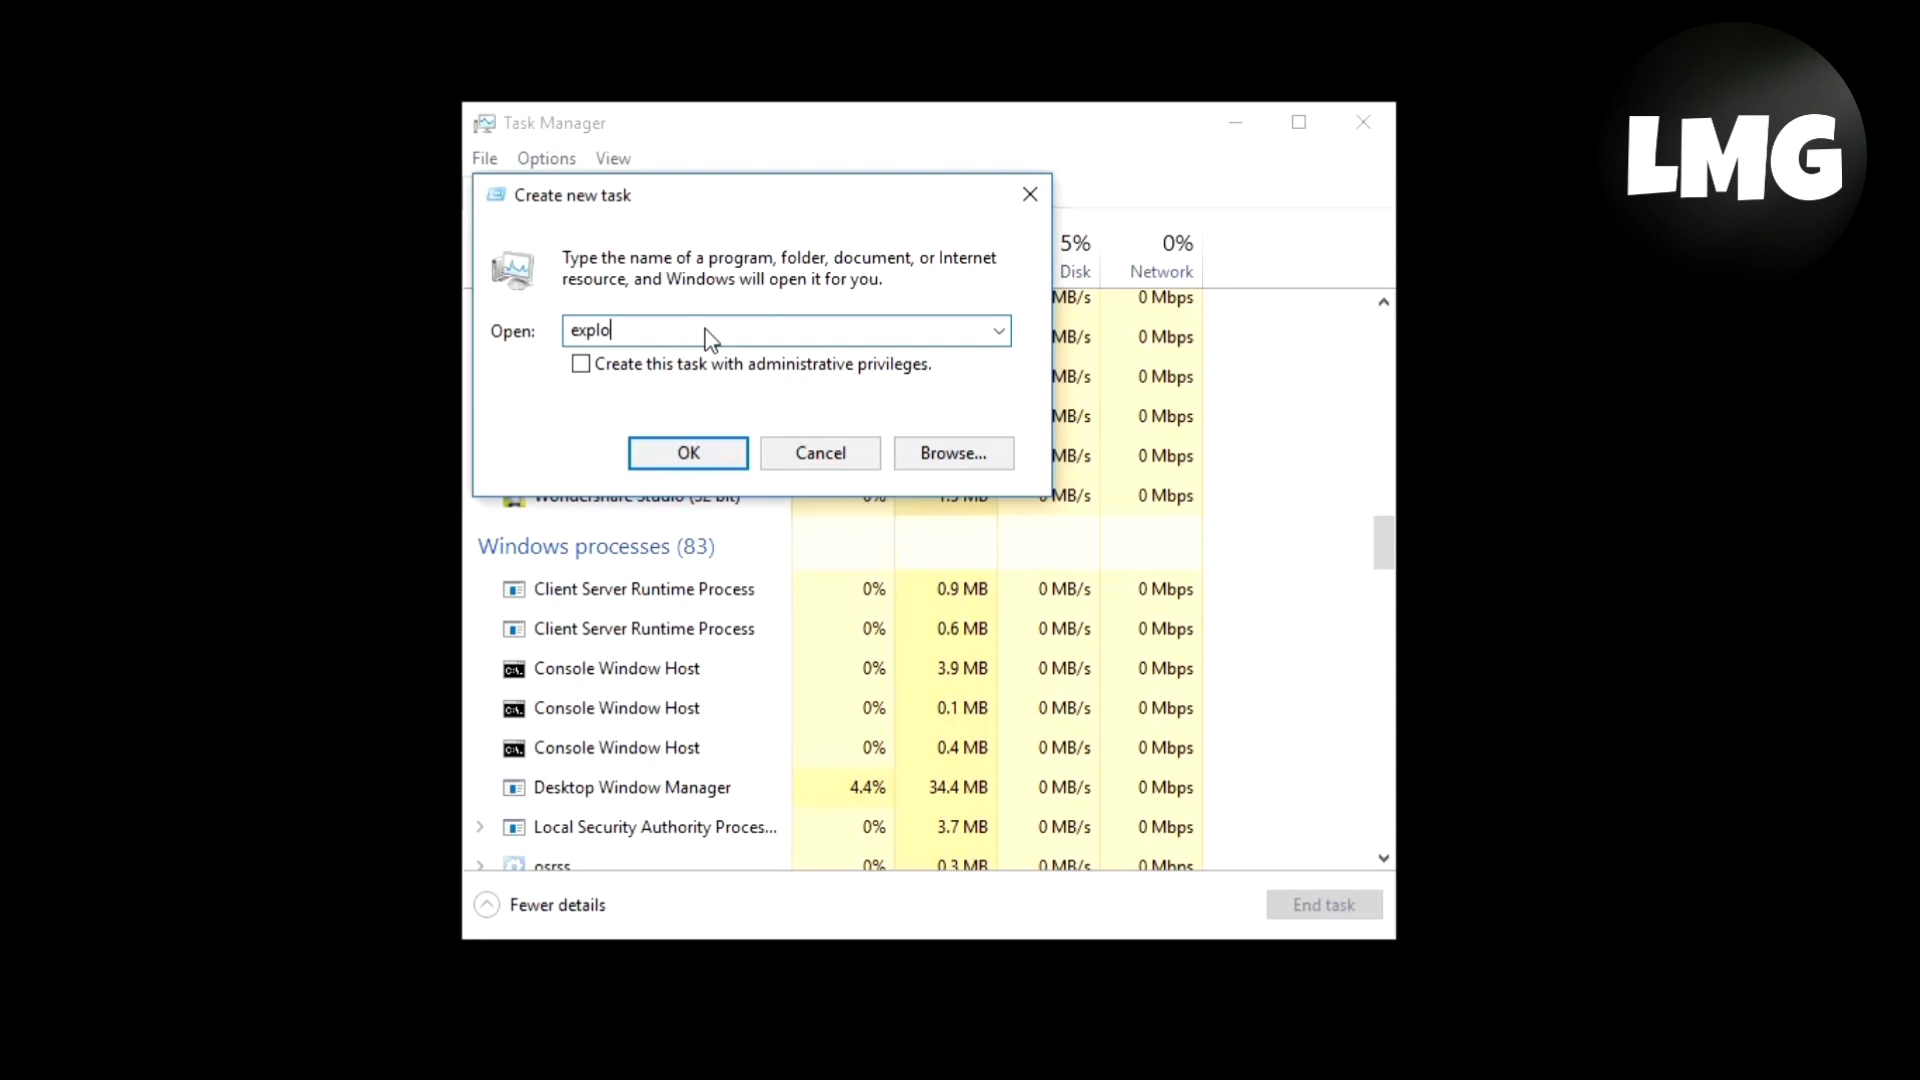 LMG
Task Manager
File Options View
Create new task
Type the name of a program, folder, document, or Internet
resource, and Windows will open it for you.
Open: explo
Create this task with administrative privileges.
OK Cancel Browse...
5% 0%
Disk Network
MB/s 0 Mbps
MB/s 0 Mbps
MB/s 0 Mbps
MB/s 0 Mbps
MB/s 0 Mbps
Wondershare Studio (32 bit) 0% 1.5 MB 0 MB/s 0 Mbps
Windows processes (83)
Client Server Runtime Process 0% 0.9 MB 0 MB/s 0 Mbps
Client Server Runtime Process 0% 0.6 MB 0 MB/s 0 Mbps
Console Window Host 0% 3.9 MB 0 MB/s 0 Mbps
Console Window Host 0% 0.1 MB 0 MB/s 0 Mbps
Console Window Host 0% 0.4 MB 0 MB/s 0 Mbps
Desktop Window Manager 4.4% 34.4 MB 0 MB/s 0 Mbps
Local Security Authority Proces... 0% 3.7 MB 0 MB/s 0 Mbps
osrss 0% 0.3 MB 0 MB/s 0 Mbps
Fewer details End task